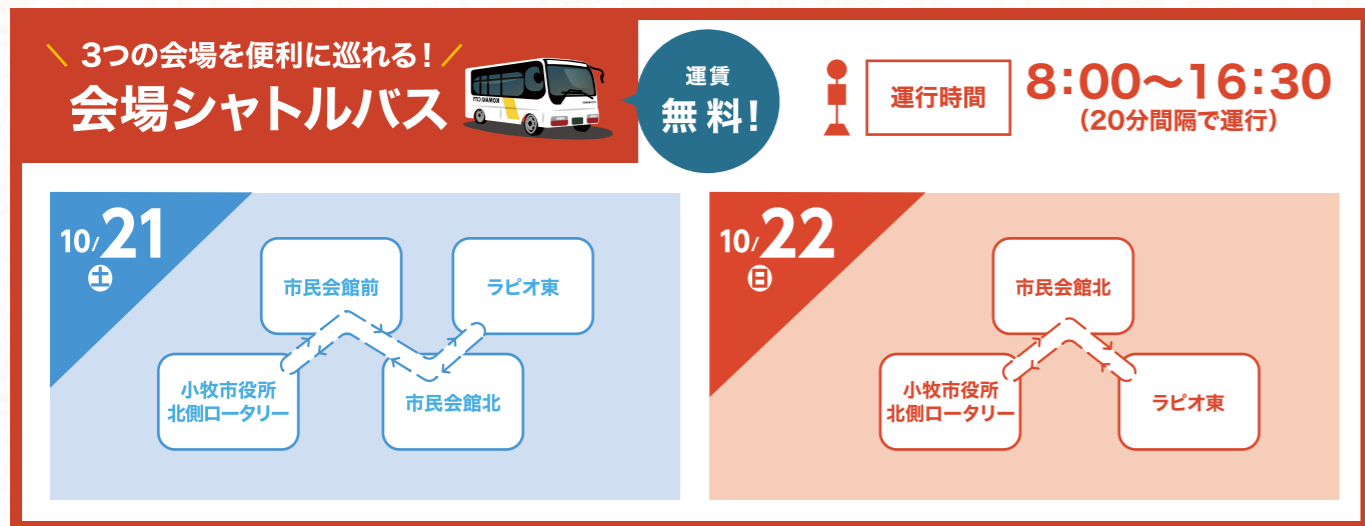 3つの会場を便利に巡れる！
会場シャトルバス
KOMAKI CITY
運賃
無料！
運行時間
8：00～16：30
（20分間隔で運行）
10/21
土
市民会館前
ラピオ東
小牧市役所
北側ロータリー
市民会館北
10/22
日
市民会館北
小牧市役所
北側ロータリー
ラピオ東